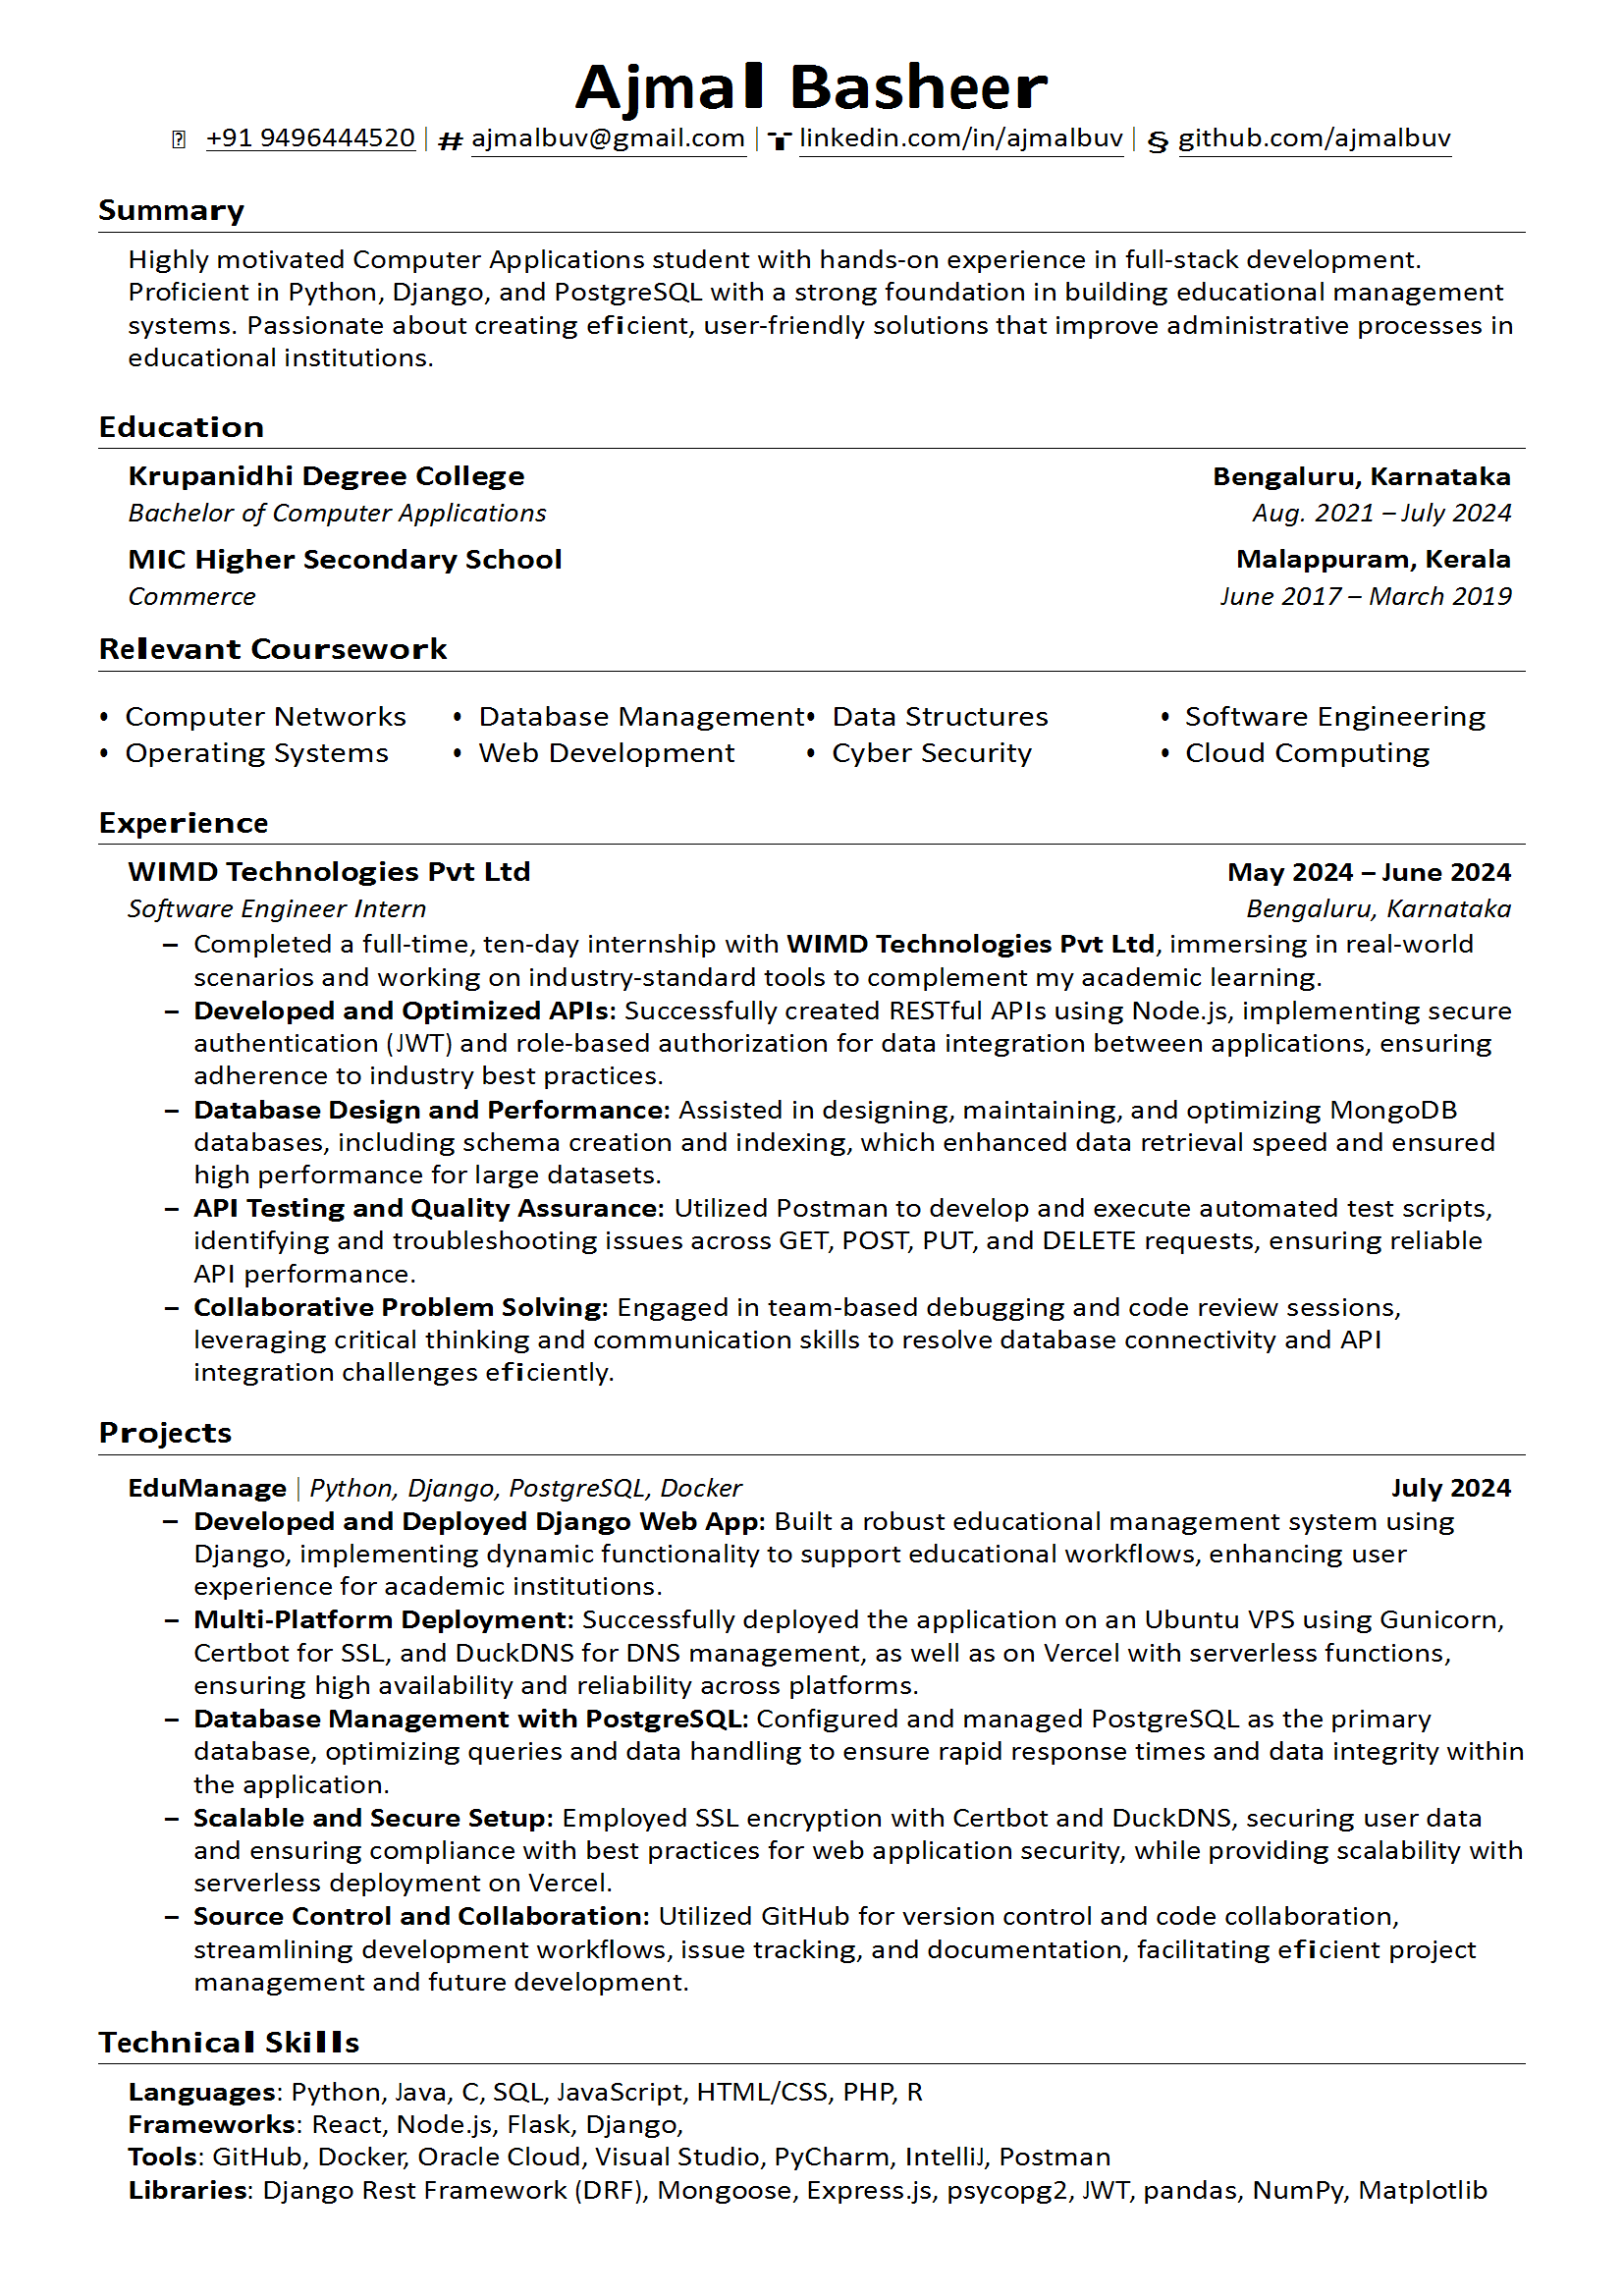 Ajmal Basheer
+91 9496444520 | # ajmalbuv@gmail.com | linkedin.com/in/ajmalbuv | § github.com/ajmalbuv
Summary
Highly motivated Computer Applications student with hands-on experience in full-stack development.
Proficient in Python, Django, and PostgreSQL with a strong foundation in building educational management
systems. Passionate about creating eficient, user-friendly solutions that improve administrative processes in
educational institutions.
Education
Krupanidhi Degree College Bengaluru, Karnataka
Bachelor of Computer Applications Aug. 2021 – July 2024
MIC Higher Secondary School Malappuram, Kerala
Commerce June 2017 – March 2019
Relevant Coursework
• Computer Networks • Database Management • Data Structures • Software Engineering
• Operating Systems • Web Development • Cyber Security • Cloud Computing
Experience
WIMD Technologies Pvt Ltd May 2024 – June 2024
Software Engineer Intern Bengaluru, Karnataka
– Completed a full-time, ten-day internship with WIMD Technologies Pvt Ltd, immersing in real-world
scenarios and working on industry-standard tools to complement my academic learning.
– Developed and Optimized APIs: Successfully created RESTful APIs using Node.js, implementing secure
authentication (JWT) and role-based authorization for data integration between applications, ensuring
adherence to industry best practices.
– Database Design and Performance: Assisted in designing, maintaining, and optimizing MongoDB
databases, including schema creation and indexing, which enhanced data retrieval speed and ensured
high performance for large datasets.
– API Testing and Quality Assurance: Utilized Postman to develop and execute automated test scripts,
identifying and troubleshooting issues across GET, POST, PUT, and DELETE requests, ensuring reliable
API performance.
– Collaborative Problem Solving: Engaged in team-based debugging and code review sessions,
leveraging critical thinking and communication skills to resolve database connectivity and API
integration challenges eficiently.
Projects
EduManage | Python, Django, PostgreSQL, Docker July 2024
– Developed and Deployed Django Web App: Built a robust educational management system using
Django, implementing dynamic functionality to support educational workflows, enhancing user
experience for academic institutions.
– Multi-Platform Deployment: Successfully deployed the application on an Ubuntu VPS using Gunicorn,
Certbot for SSL, and DuckDNS for DNS management, as well as on Vercel with serverless functions,
ensuring high availability and reliability across platforms.
– Database Management with PostgreSQL: Configured and managed PostgreSQL as the primary
database, optimizing queries and data handling to ensure rapid response times and data integrity within
the application.
– Scalable and Secure Setup: Employed SSL encryption with Certbot and DuckDNS, securing user data
and ensuring compliance with best practices for web application security, while providing scalability with
serverless deployment on Vercel.
– Source Control and Collaboration: Utilized GitHub for version control and code collaboration,
streamlining development workflows, issue tracking, and documentation, facilitating eficient project
management and future development.
Technical Skills
Languages: Python, Java, C, SQL, JavaScript, HTML/CSS, PHP, R
Frameworks: React, Node.js, Flask, Django,
Tools: GitHub, Docker, Oracle Cloud, Visual Studio, PyCharm, IntelliJ, Postman
Libraries: Django Rest Framework (DRF), Mongoose, Express.js, psycopg2, JWT, pandas, NumPy, Matplotlib